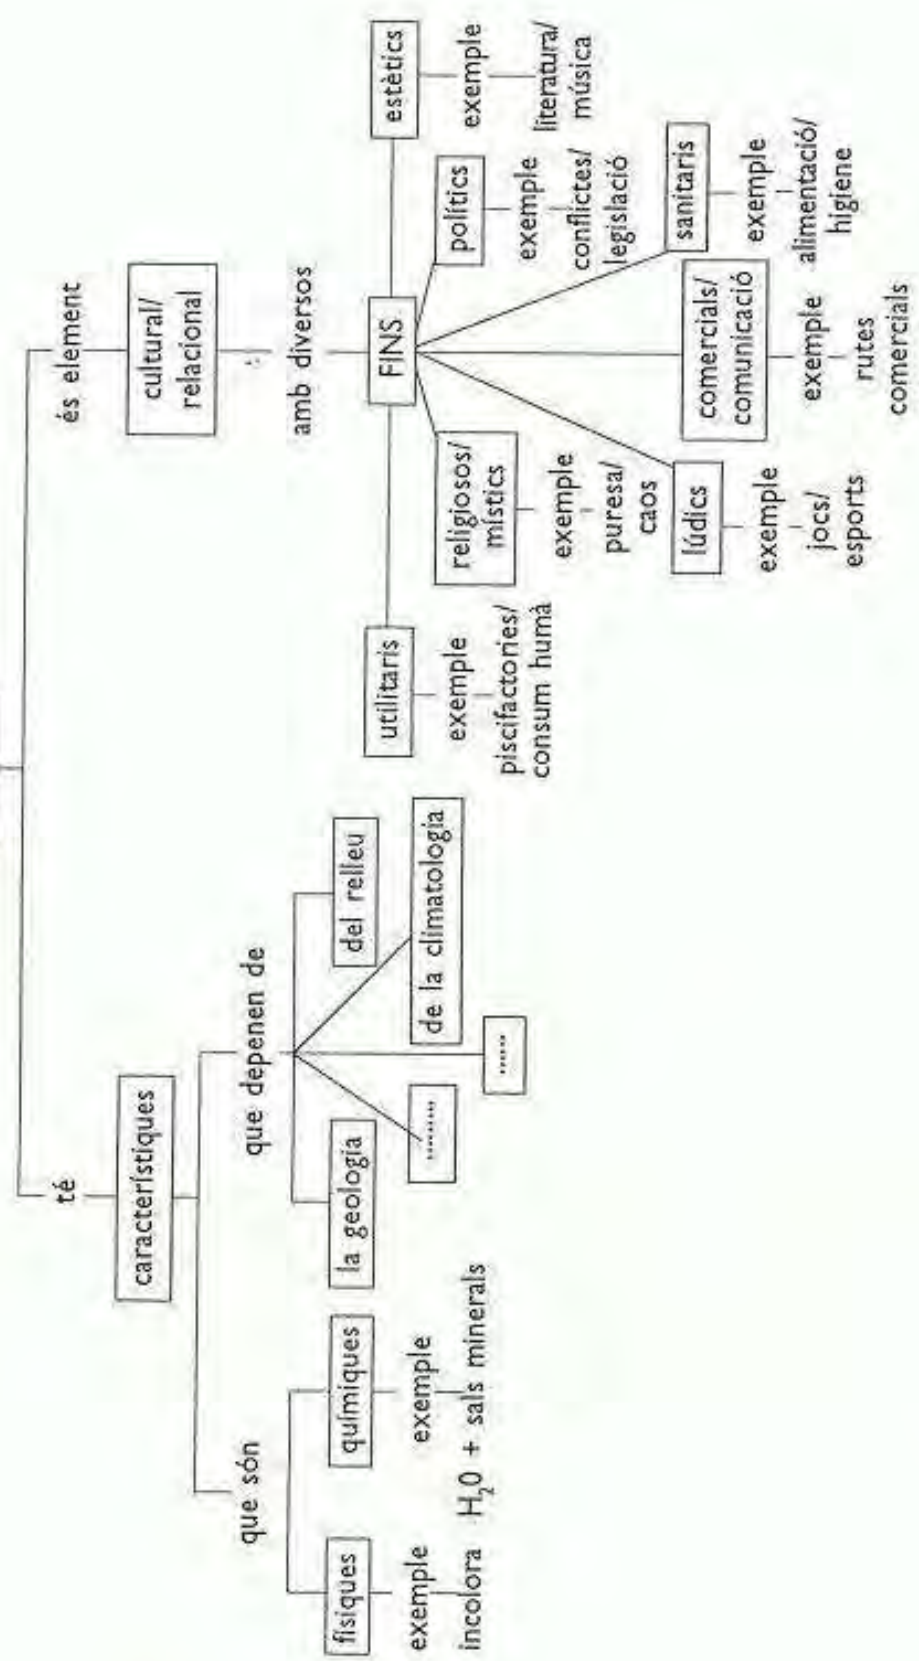 té
característiques
que són
físiques
exemple
incolora
químiques
exemple
H₂O + sals minerals
que depenen de
la geologia
.........
......
de la climatologia
del relleu
és element
cultural/
relacional
amb diversos
FINS
utilitaris
exemple
piscifactories/
consum humà
religiosos/
místics
exemple
puresa/
caos
lúdics
exemple
jocs/
esports
comercials/
comunicació
exemple
rutes
comercials
sanitaris
exemple
alimentació/
higiene
polítics
exemple
conflictes/
legislació
estètics
exemple
literatura/
música